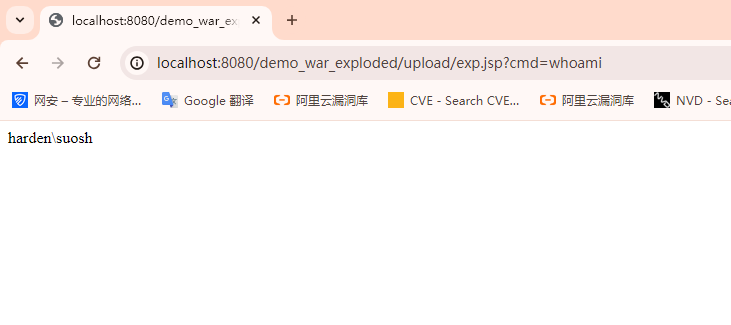 localhost:8080/demo_war_ex
localhost:8080/demo_war_exploded/upload/exp.jsp?cmd=whoami
网安 – 专业的网络...
Google 翻译
阿里云漏洞库
CVE - Search CVE...
阿里云漏洞库
NVD - Sea
harden\suosh